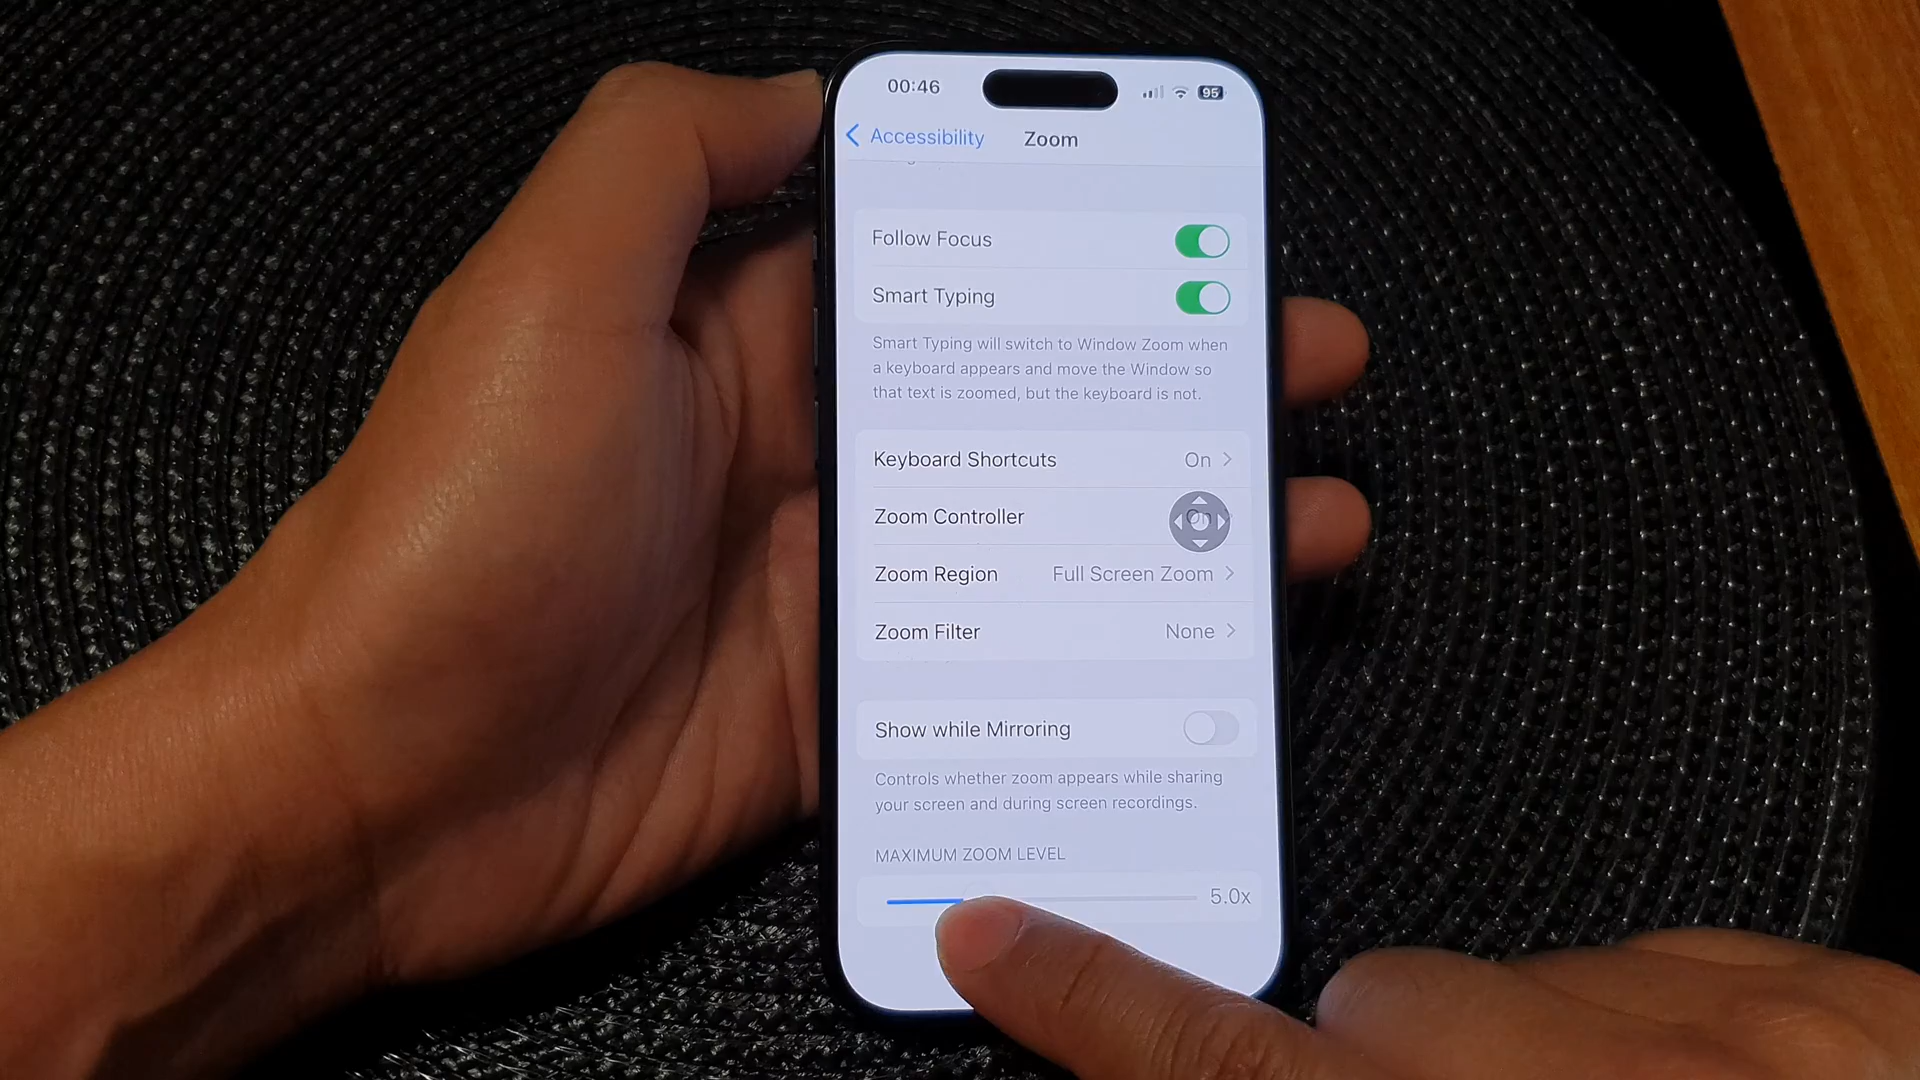 00:46
95
Accessibility
Zoom
Follow Focus
Smart Typing
Smart Typing will switch to Window Zoom when
a keyboard appears and move the Window so
that text is zoomed, but the keyboard is not.
Keyboard Shortcuts On
Zoom Controller On
Zoom Region Full Screen Zoom
Zoom Filter None
Show while Mirroring
Controls whether zoom appears while sharing
your screen and during screen recordings.
MAXIMUM ZOOM LEVEL
5.0x